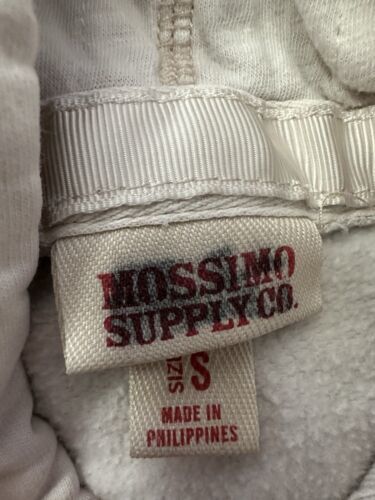 MOSSIMO
SUPPLY CO.
SIZE S
MADE IN
PHILIPPINES